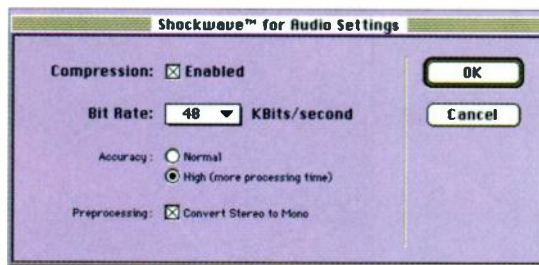 Shockwave™ for Audio Settings
Compression: Enabled
OK
Bit Rate: 48 KBits/second
Cancel
Accuracy: Normal
High (more processing time)
Preprocessing: Convert Stereo to Mono